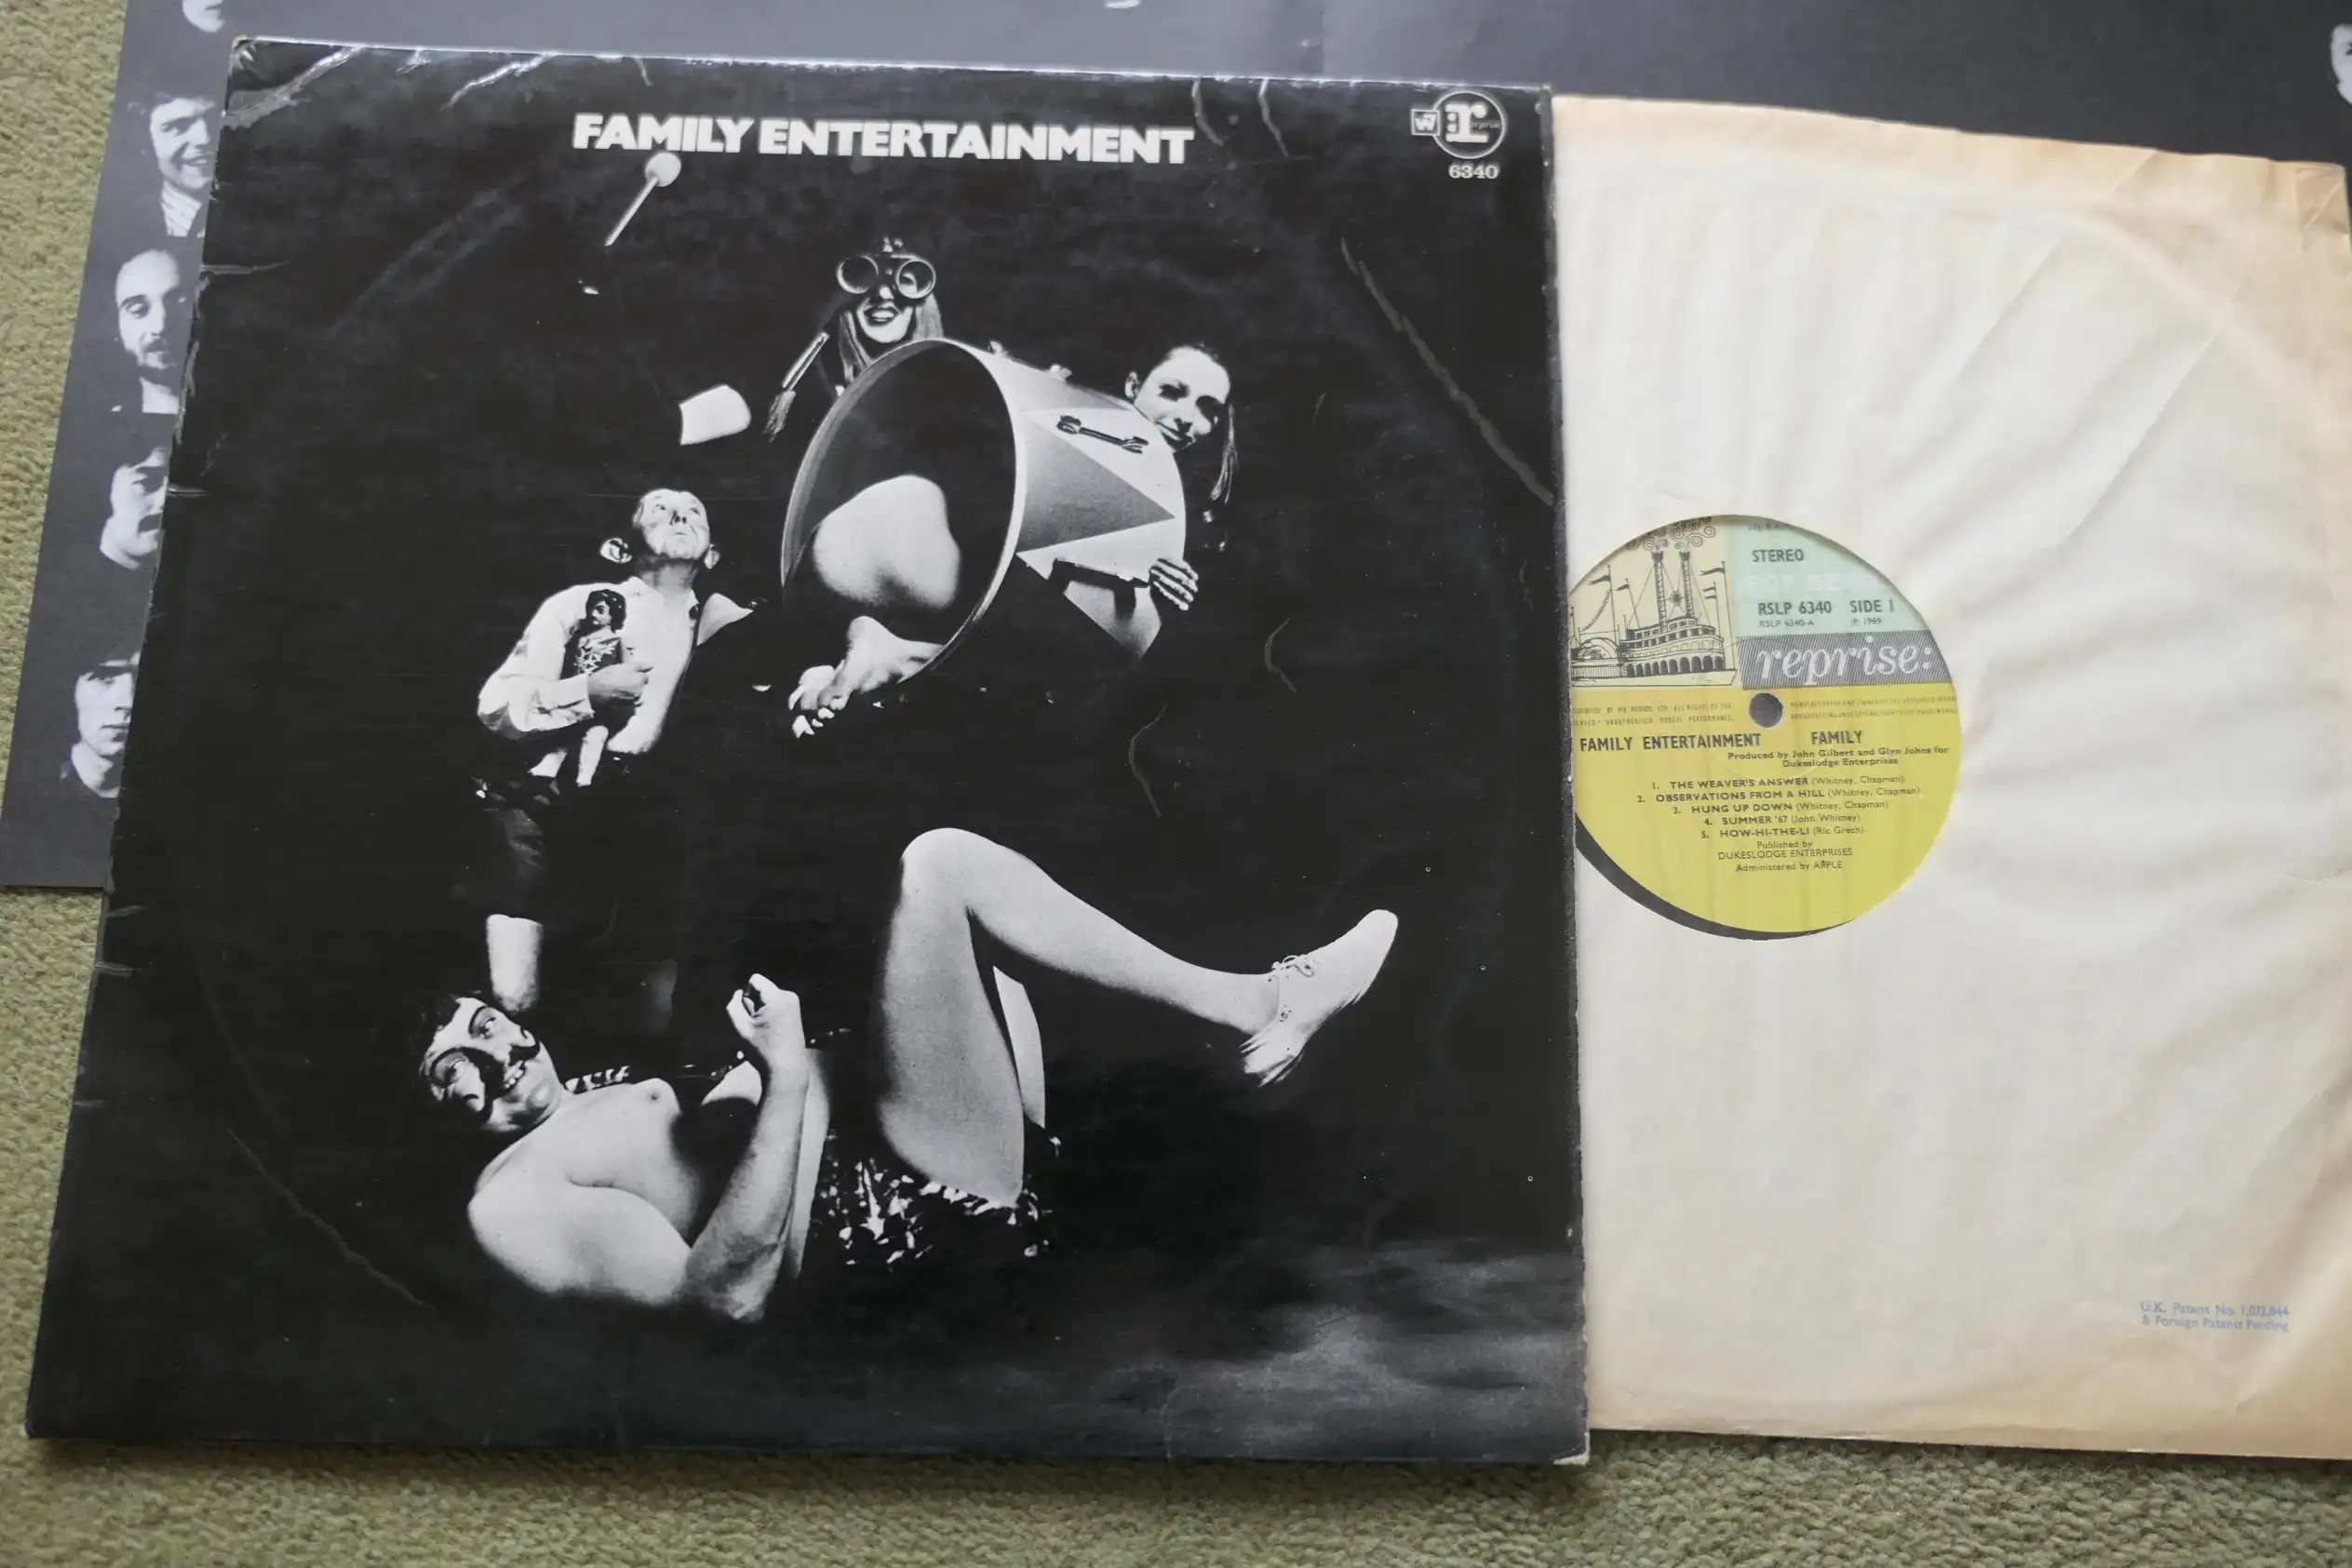 FAMILY ENTERTAINMENT
W7 r: reprise
6340
STEREO
RSLP 6340 SIDE 1
RSLP 6340-A ℗ 1969
reprise:
FAMILY ENTERTAINMENT FAMILY
Produced by John Gilbert and Glyn Johns for
Dukeslodge Enterprises
1. THE WEAVER'S ANSWER (Whitney, Chapman)
2. OBSERVATIONS FROM A HILL (Whitney, Chapman)
3. HUNG UP DOWN (Whitney, Chapman)
4. SUMMER '67 (John Whitney)
5. HOW-HI-THE-LI (Ric Grech)
Published by
DUKESLODGE ENTERPRISES
Administered by APPLE
U.K. Patent No. 1,072,844
& Foreign Patents Pending